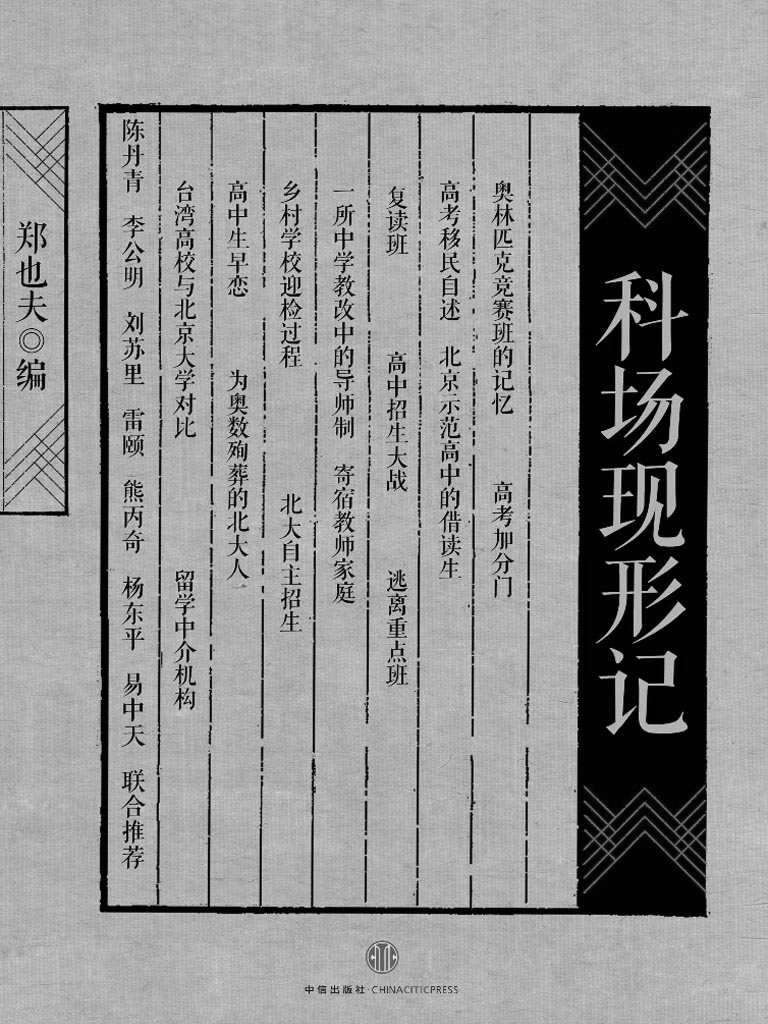 科场现形记
奥林匹克竞赛班的记忆 高考加分门
高考移民自述 北京示范高中的借读生
复读班 高中招生大战 逃离重点班
一所中学教改中的导师制 寄宿教师家庭
乡村学校迎检过程 北大自主招生
高中生早恋 为奥数殉葬的北大人
台湾高校与北京大学对比 留学中介机构
陈丹青 李公明 刘苏里 雷颐 熊丙奇 杨东平 易中天 联合推荐
郑也夫◎编
中信出版社·CHINACITICPRESS